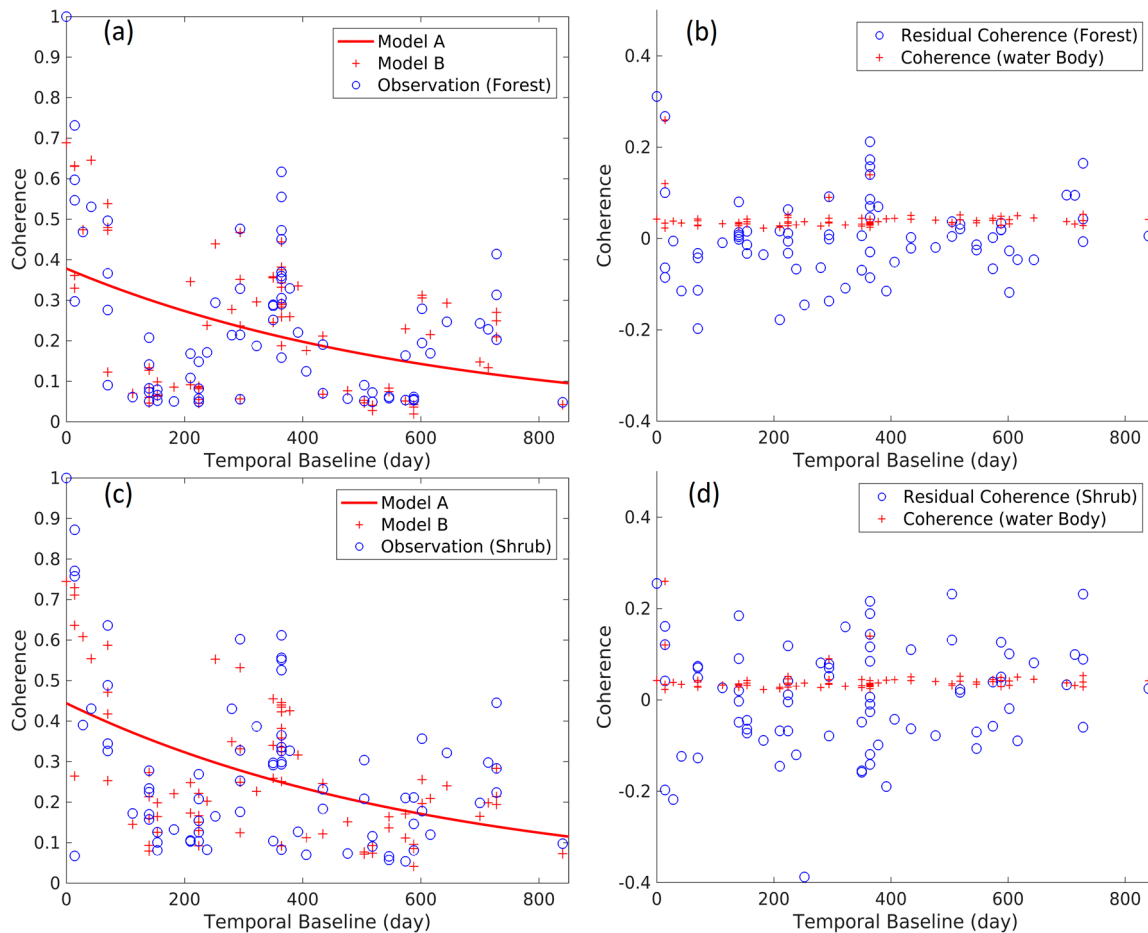 (a)
Model A
Model B
Observation (Forest)
1
0.9
0.8
0.7
0.6
0.5
0.4
0.3
0.2
0.1
0
0 200 400 600 800
Coherence
Temporal Baseline (day)
(b)
Residual Coherence (Forest)
Coherence (water Body)
0.4
0.2
0
-0.2
-0.4
0 200 400 600 800
Coherence
Temporal Baseline (day)
(c)
Model A
Model B
Observation (Shrub)
1
0.9
0.8
0.7
0.6
0.5
0.4
0.3
0.2
0.1
0
0 200 400 600 800
Coherence
Temporal Baseline (day)
(d)
Residual Coherence (Shrub)
Coherence (water Body)
0.4
0.2
0
-0.2
-0.4
0 200 400 600 800
Coherence
Temporal Baseline (day)